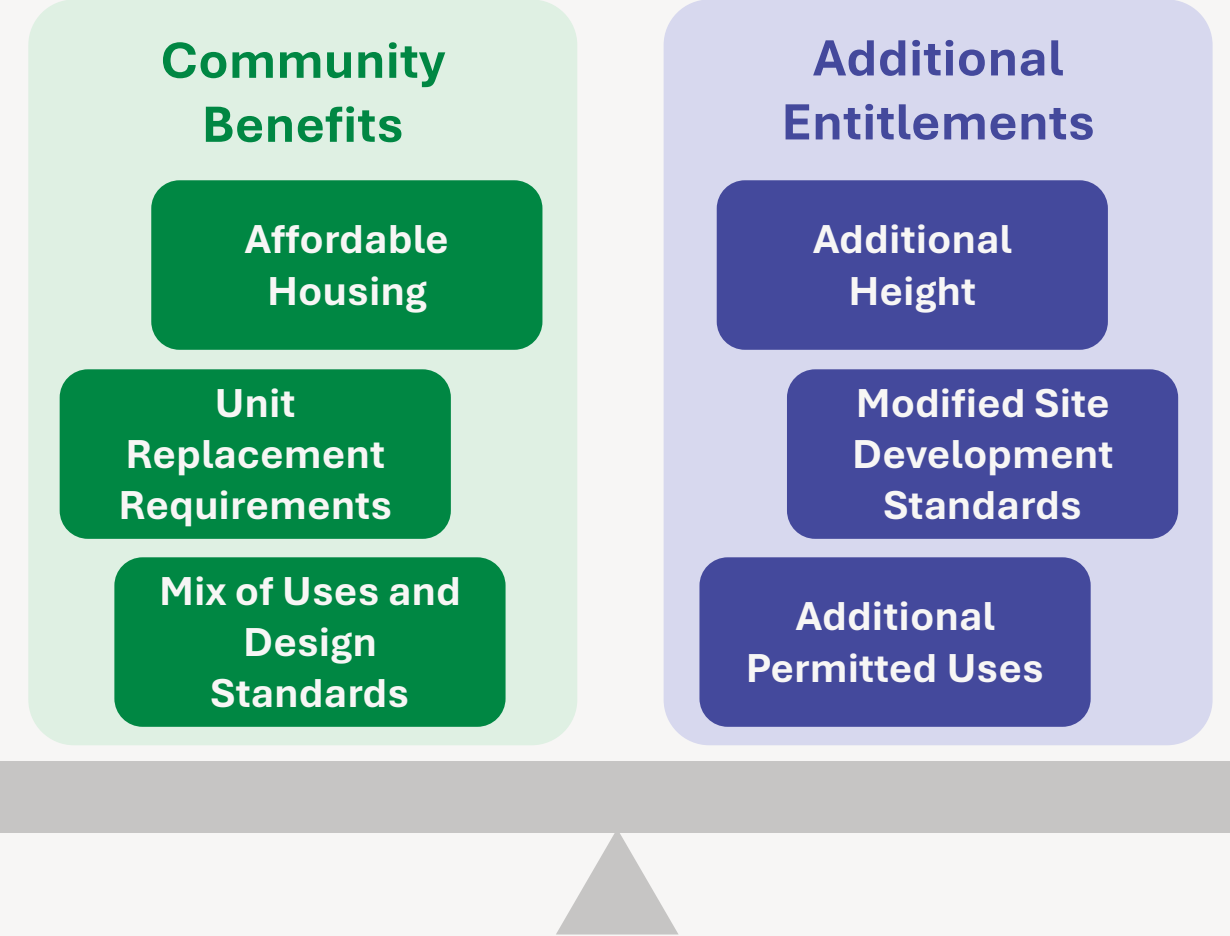 Community
Benefits
Affordable
Housing
Unit
Replacement
Requirements
Mix of Uses and
Design
Standards
Additional
Entitlements
Additional
Height
Modified Site
Development
Standards
Additional
Permitted Uses